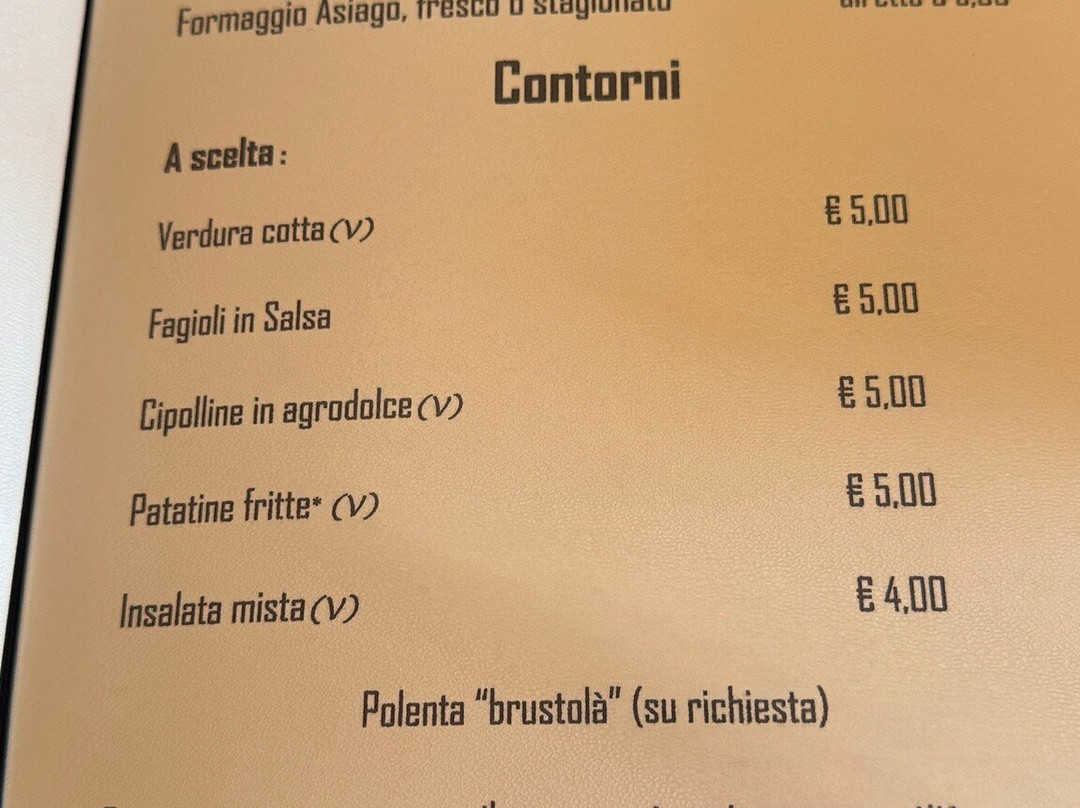 Formaggio Asiago, fresco o stagionato
Contorni
A scelta :
Verdura cotta (V) € 5,00
Fagioli in Salsa € 5,00
Cipolline in agrodolce (V) € 5,00
Patatine fritte* (V) € 5,00
Insalata mista (V) € 4,00
Polenta “brustolà” (su richiesta)